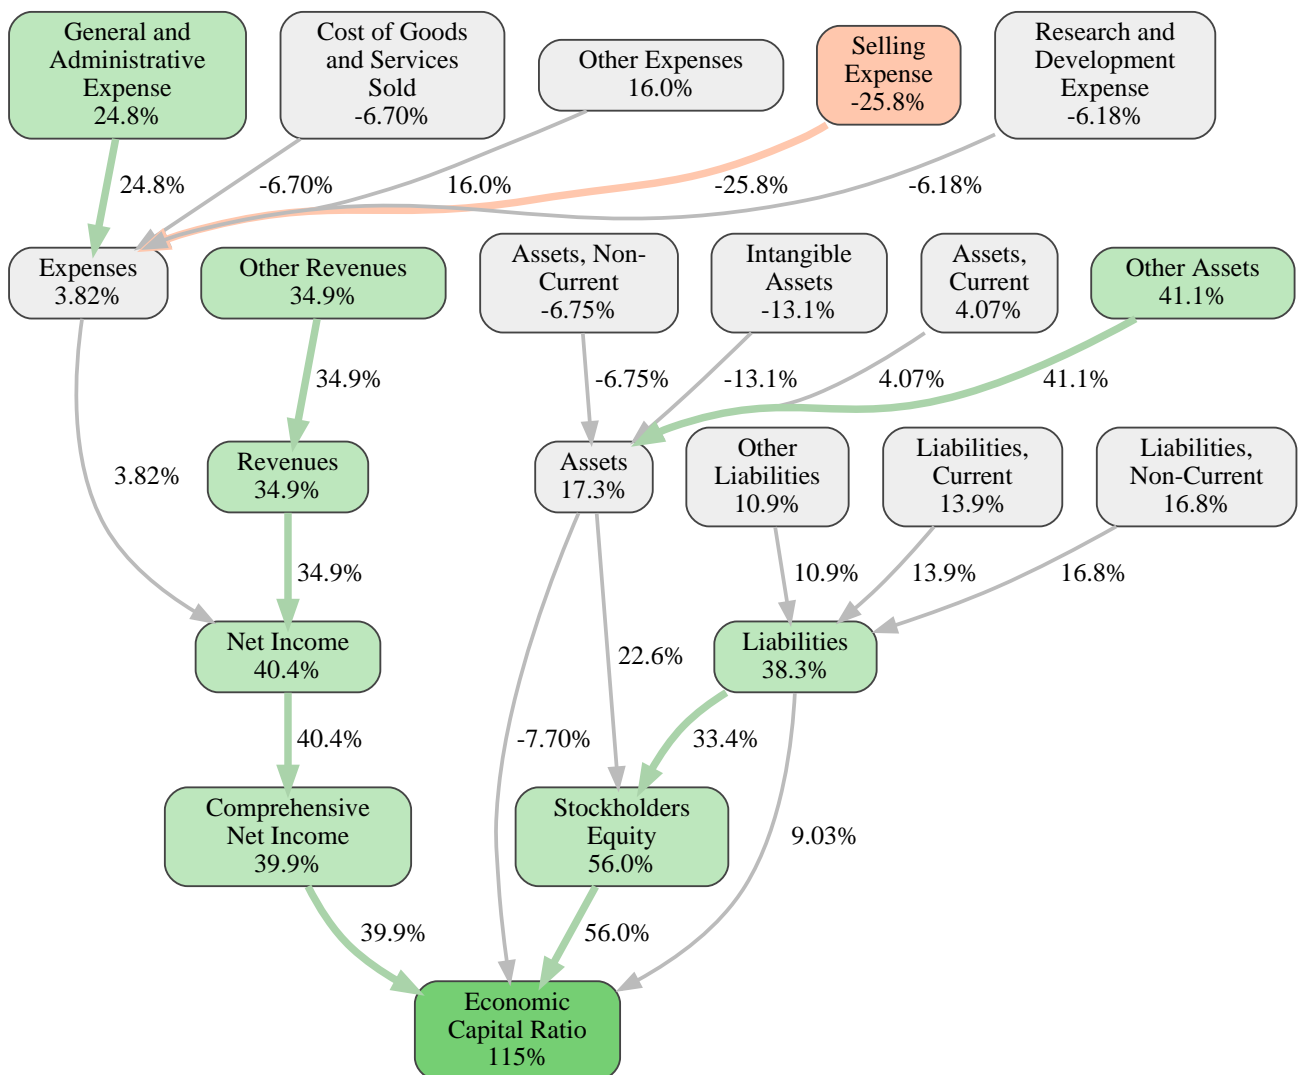 General and
Administrative
Expense
24.8%
Cost of Goods
and Services
Sold
-6.70%
Other Expenses
16.0%
Selling
Expense
-25.8%
Research and
Development
Expense
-6.18%
24.8%
-6.70%
16.0%
-25.8%
-6.18%
Expenses
3.82%
Other Revenues
34.9%
Assets, Non-
Current
-6.75%
Intangible
Assets
-13.1%
Assets,
Current
4.07%
Other Assets
41.1%
34.9%
-6.75%
-13.1%
4.07%
41.1%
3.82%
Revenues
34.9%
Assets
17.3%
Other
Liabilities
10.9%
Liabilities,
Current
13.9%
Liabilities,
Non-Current
16.8%
34.9%
10.9%
13.9%
16.8%
Net Income
40.4%
22.6%
Liabilities
38.3%
40.4%
-7.70%
33.4%
Comprehensive
Net Income
39.9%
Stockholders
Equity
56.0%
9.03%
39.9%
56.0%
Economic
Capital Ratio
115%